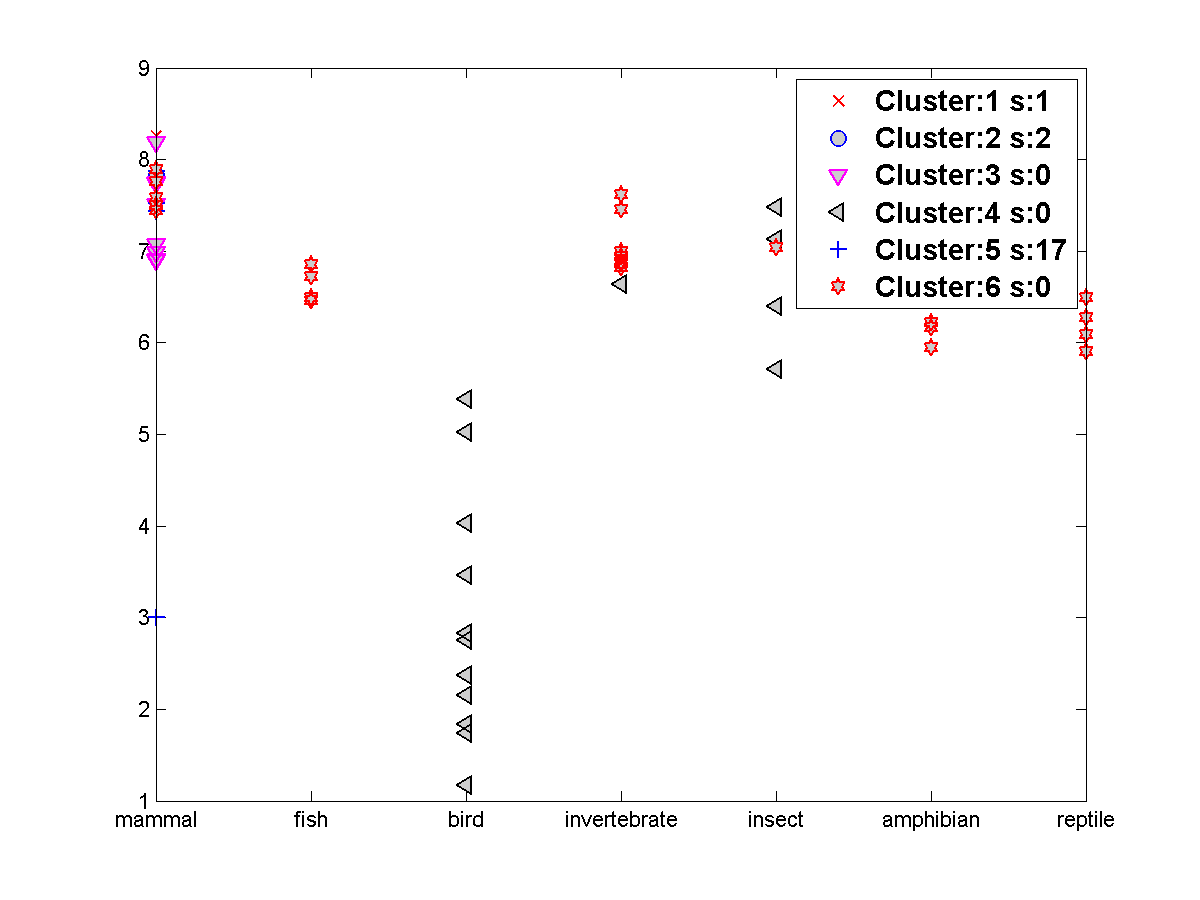 9
8
7
6
5
4
3
2
1
Cluster:1 s:1
Cluster:2 s:2
Cluster:3 s:0
Cluster:4 s:0
Cluster:5 s:17
Cluster:6 s:0
mammal fish bird invertebrate insect amphibian reptile